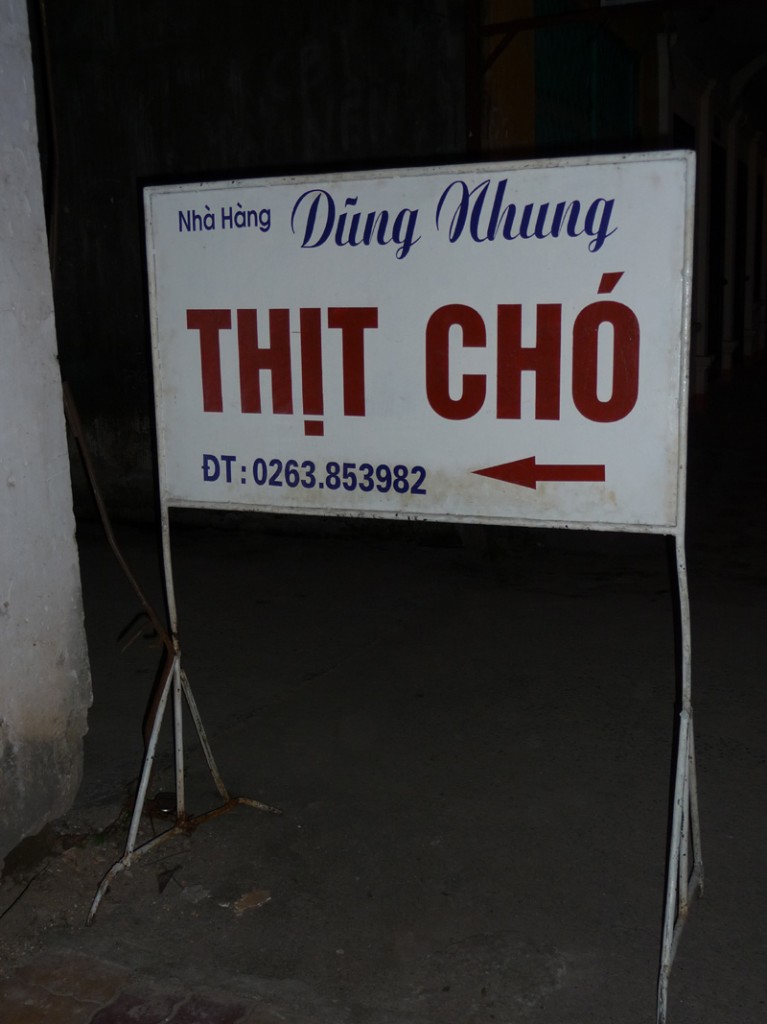 Nhà Hàng Dũng Nhung
THỊT CHÓ
ĐT: 0263.853982